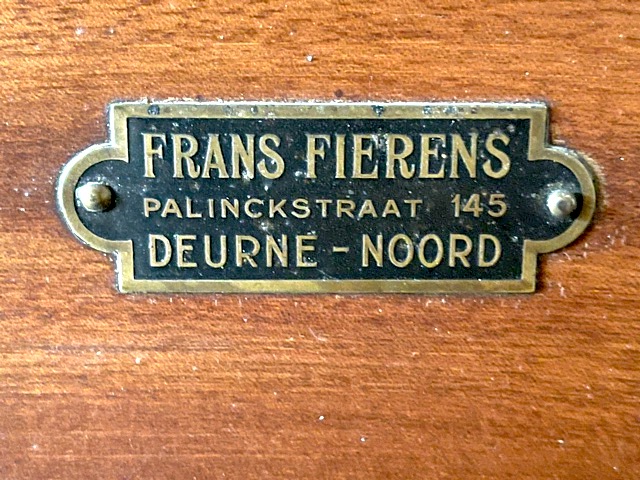 FRANS FIERENS
PALINCKSTRAAT 145
DEURNE - NOORD